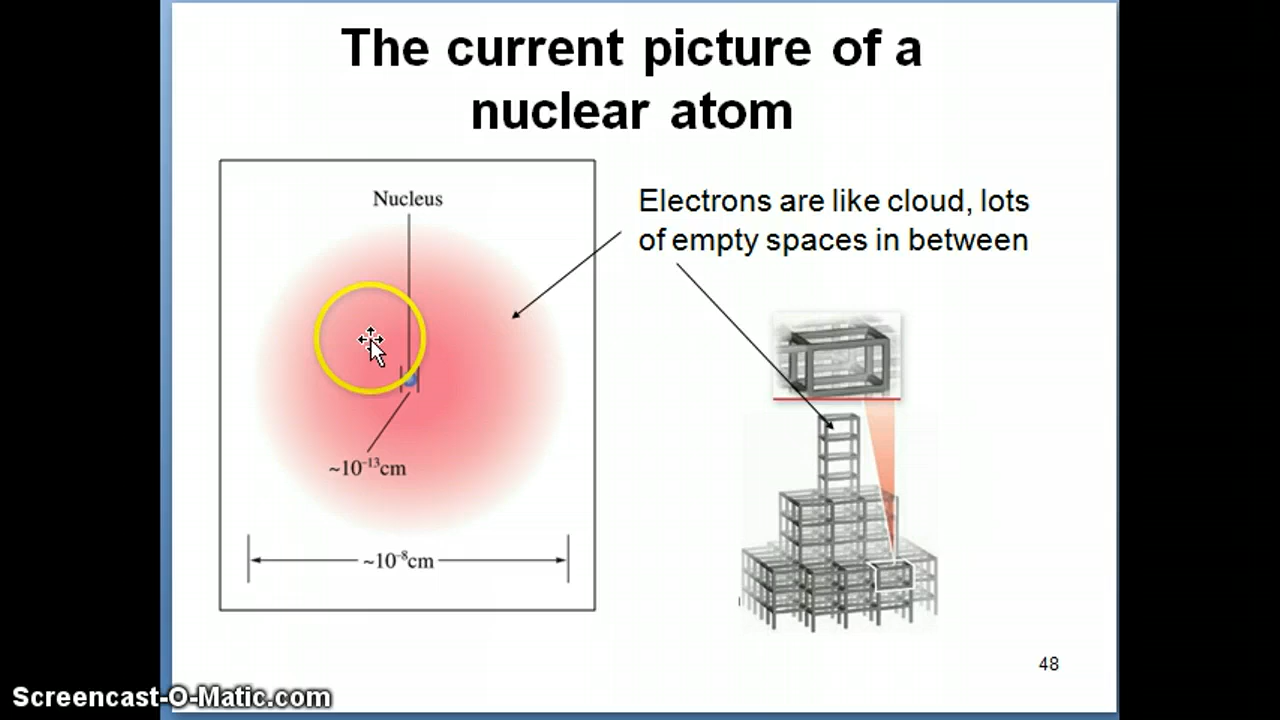 The current picture of a
nuclear atom
Nucleus
~10⁻¹³cm
~10⁻⁸cm
Electrons are like cloud, lots
of empty spaces in between
48
Screencast-O-Matic.com